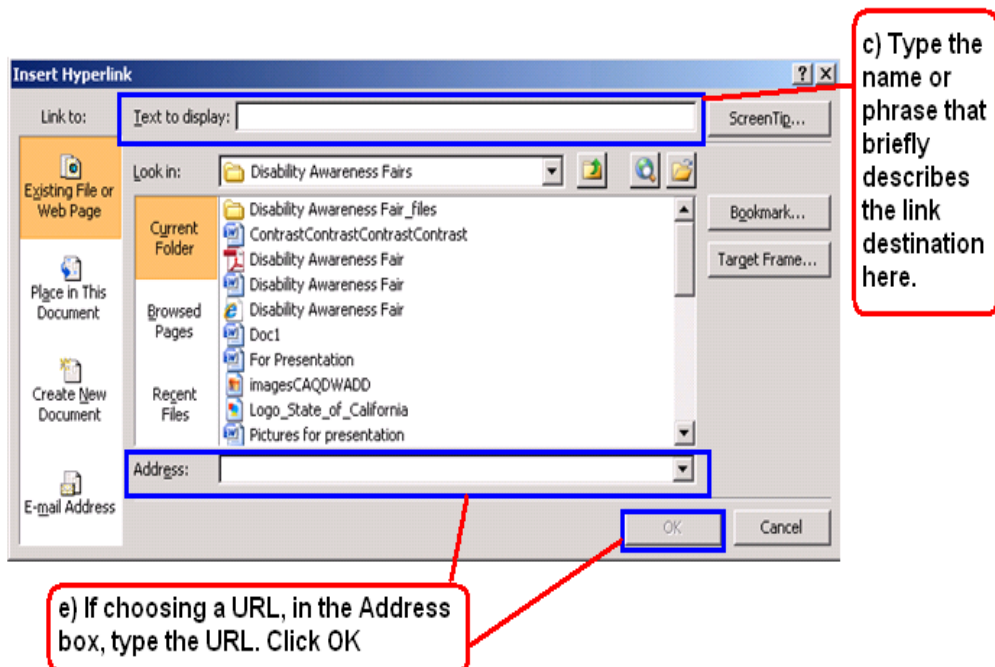 c) Type the
name or
phrase that
briefly
describes
the link
destination
here.
Insert Hyperlink
Link to:
Text to display:
ScreenTip...
Existing File or
Web Page
Look in:
Disability Awareness Fairs
Current
Folder
Disability Awareness Fair_files
ContrastContrastContrastContrast
Disability Awareness Fair
Disability Awareness Fair
Disability Awareness Fair
Doc1
For Presentation
imagesCAQDWADD
Logo_State_of_California
Pictures for presentation
Bookmark...
Target Frame...
Place in This
Document
Browsed
Pages
Create New
Document
Recent
Files
E-mail Address
Address:
OK
Cancel
e) If choosing a URL, in the Address
box, type the URL. Click OK